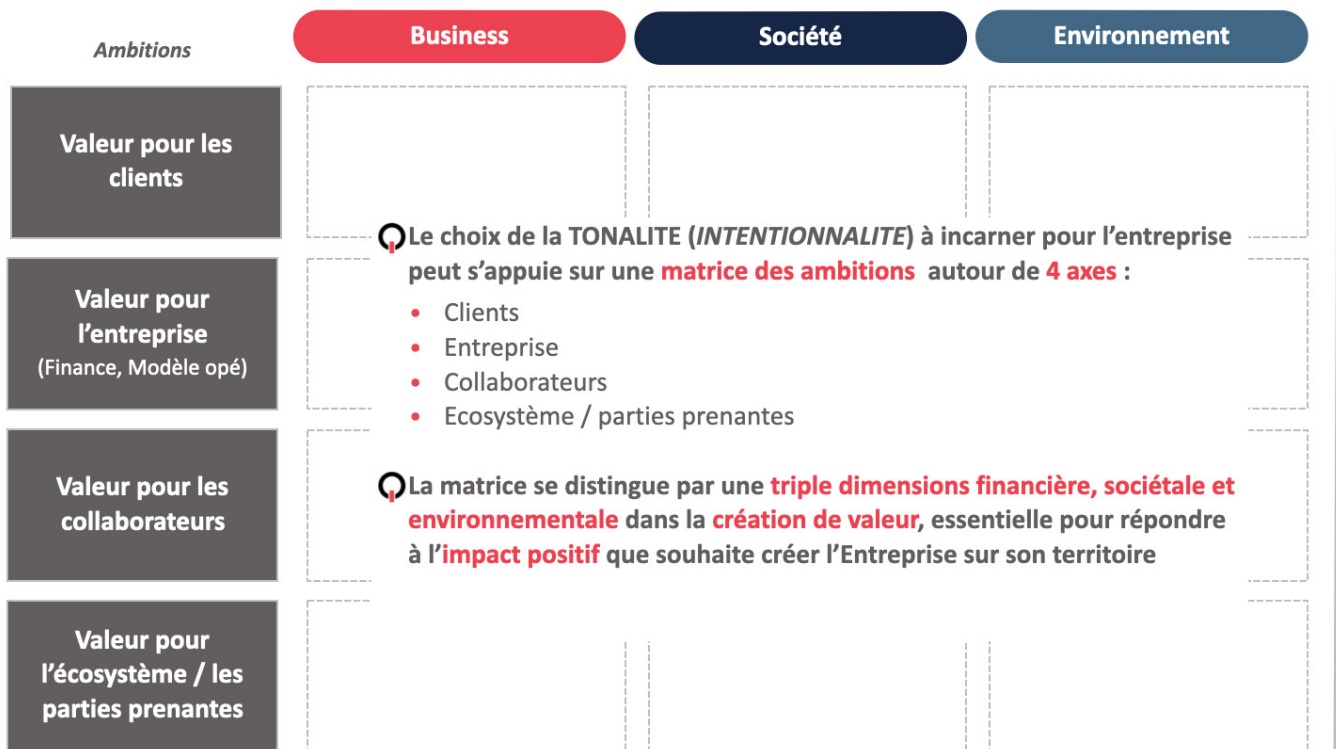 Ambitions
Business
Société
Environnement
Valeur pour les
clients
Valeur pour
l’entreprise
(Finance, Modèle opé)
Valeur pour les
collaborateurs
Valeur pour
l’écosystème / les
parties prenantes
Le choix de la TONALITE (INTENTIONNALITE) à incarner pour l’entreprise
peut s’appuie sur une matrice des ambitions autour de 4 axes :
• Clients
• Entreprise
• Collaborateurs
• Ecosystème / parties prenantes
La matrice se distingue par une triple dimensions financière, sociétale et
environnementale dans la création de valeur, essentielle pour répondre
à l’impact positif que souhaite créer l’Entreprise sur son territoire